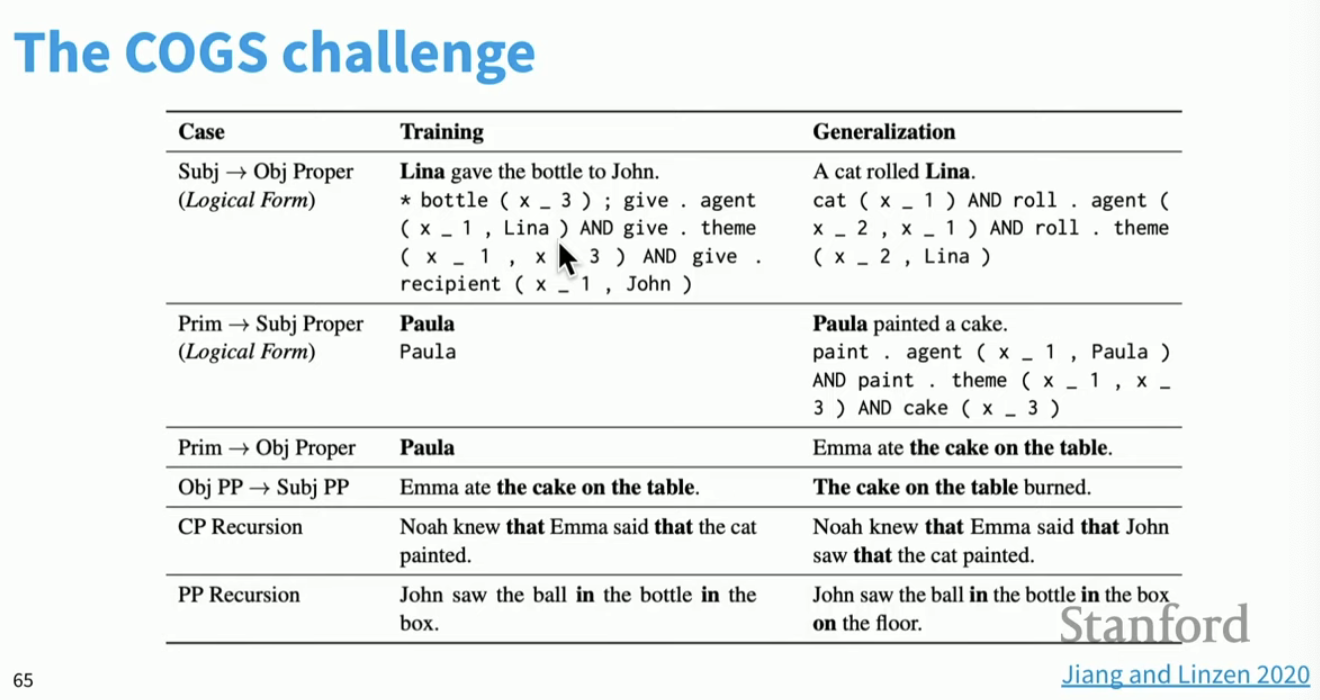 The COGS challenge
Case Training Generalization
Subj → Obj Proper Lina gave the bottle to John. A cat rolled Lina.
(Logical Form) * bottle ( x _ 3 ) ; give . agent cat ( x _ 1 ) AND roll . agent (
( x _ 1 , Lina ) AND give . theme x _ 2 , x _ 1 ) AND roll . theme
( x _ 1 , x 3 ) AND give . ( x _ 2 , Lina )
recipient ( x _ 1 , John )
Prim → Subj Proper Paula Paula painted a cake.
(Logical Form) Paula paint . agent ( x _ 1 , Paula )
AND paint . theme ( x _ 1 , x _
3 ) AND cake ( x _ 3 )
Prim → Obj Proper Paula Emma ate the cake on the table.
Obj PP → Subj PP Emma ate the cake on the table. The cake on the table burned.
CP Recursion Noah knew that Emma said that the cat Noah knew that Emma said that John
painted. saw that the cat painted.
PP Recursion John saw the ball in the bottle in the John saw the ball in the bottle in the box
box. on the floor.
Stanford
65 Jiang and Linzen 2020